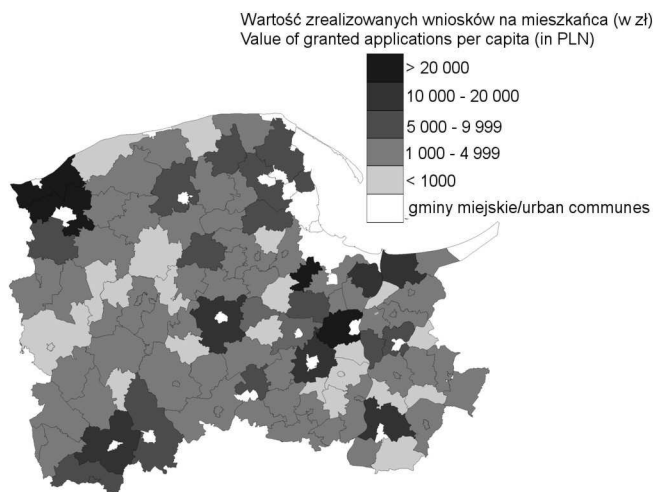 Wartość zrealizowanych wniosków na mieszkańca (w zł)
Value of granted applications per capita (in PLN)
> 20 000
10 000 - 20 000
5 000 - 9 999
1 000 - 4 999
< 1000
gminy miejskie/urban communes